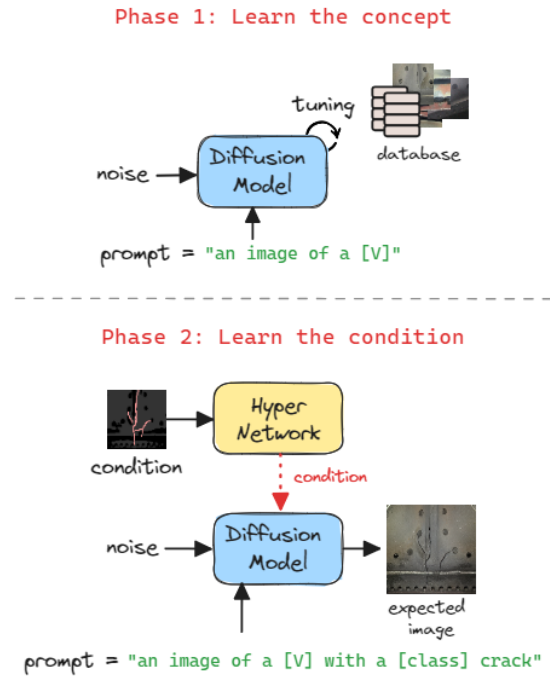 Phase 1: Learn the concept
tuning
database
noise
Diffusion
Model
prompt = "an image of a [V]"
Phase 2: Learn the condition
Hyper
Network
condition
condition
noise
Diffusion
Model
expected
image
prompt = "an image of a [V] with a [class] crack"